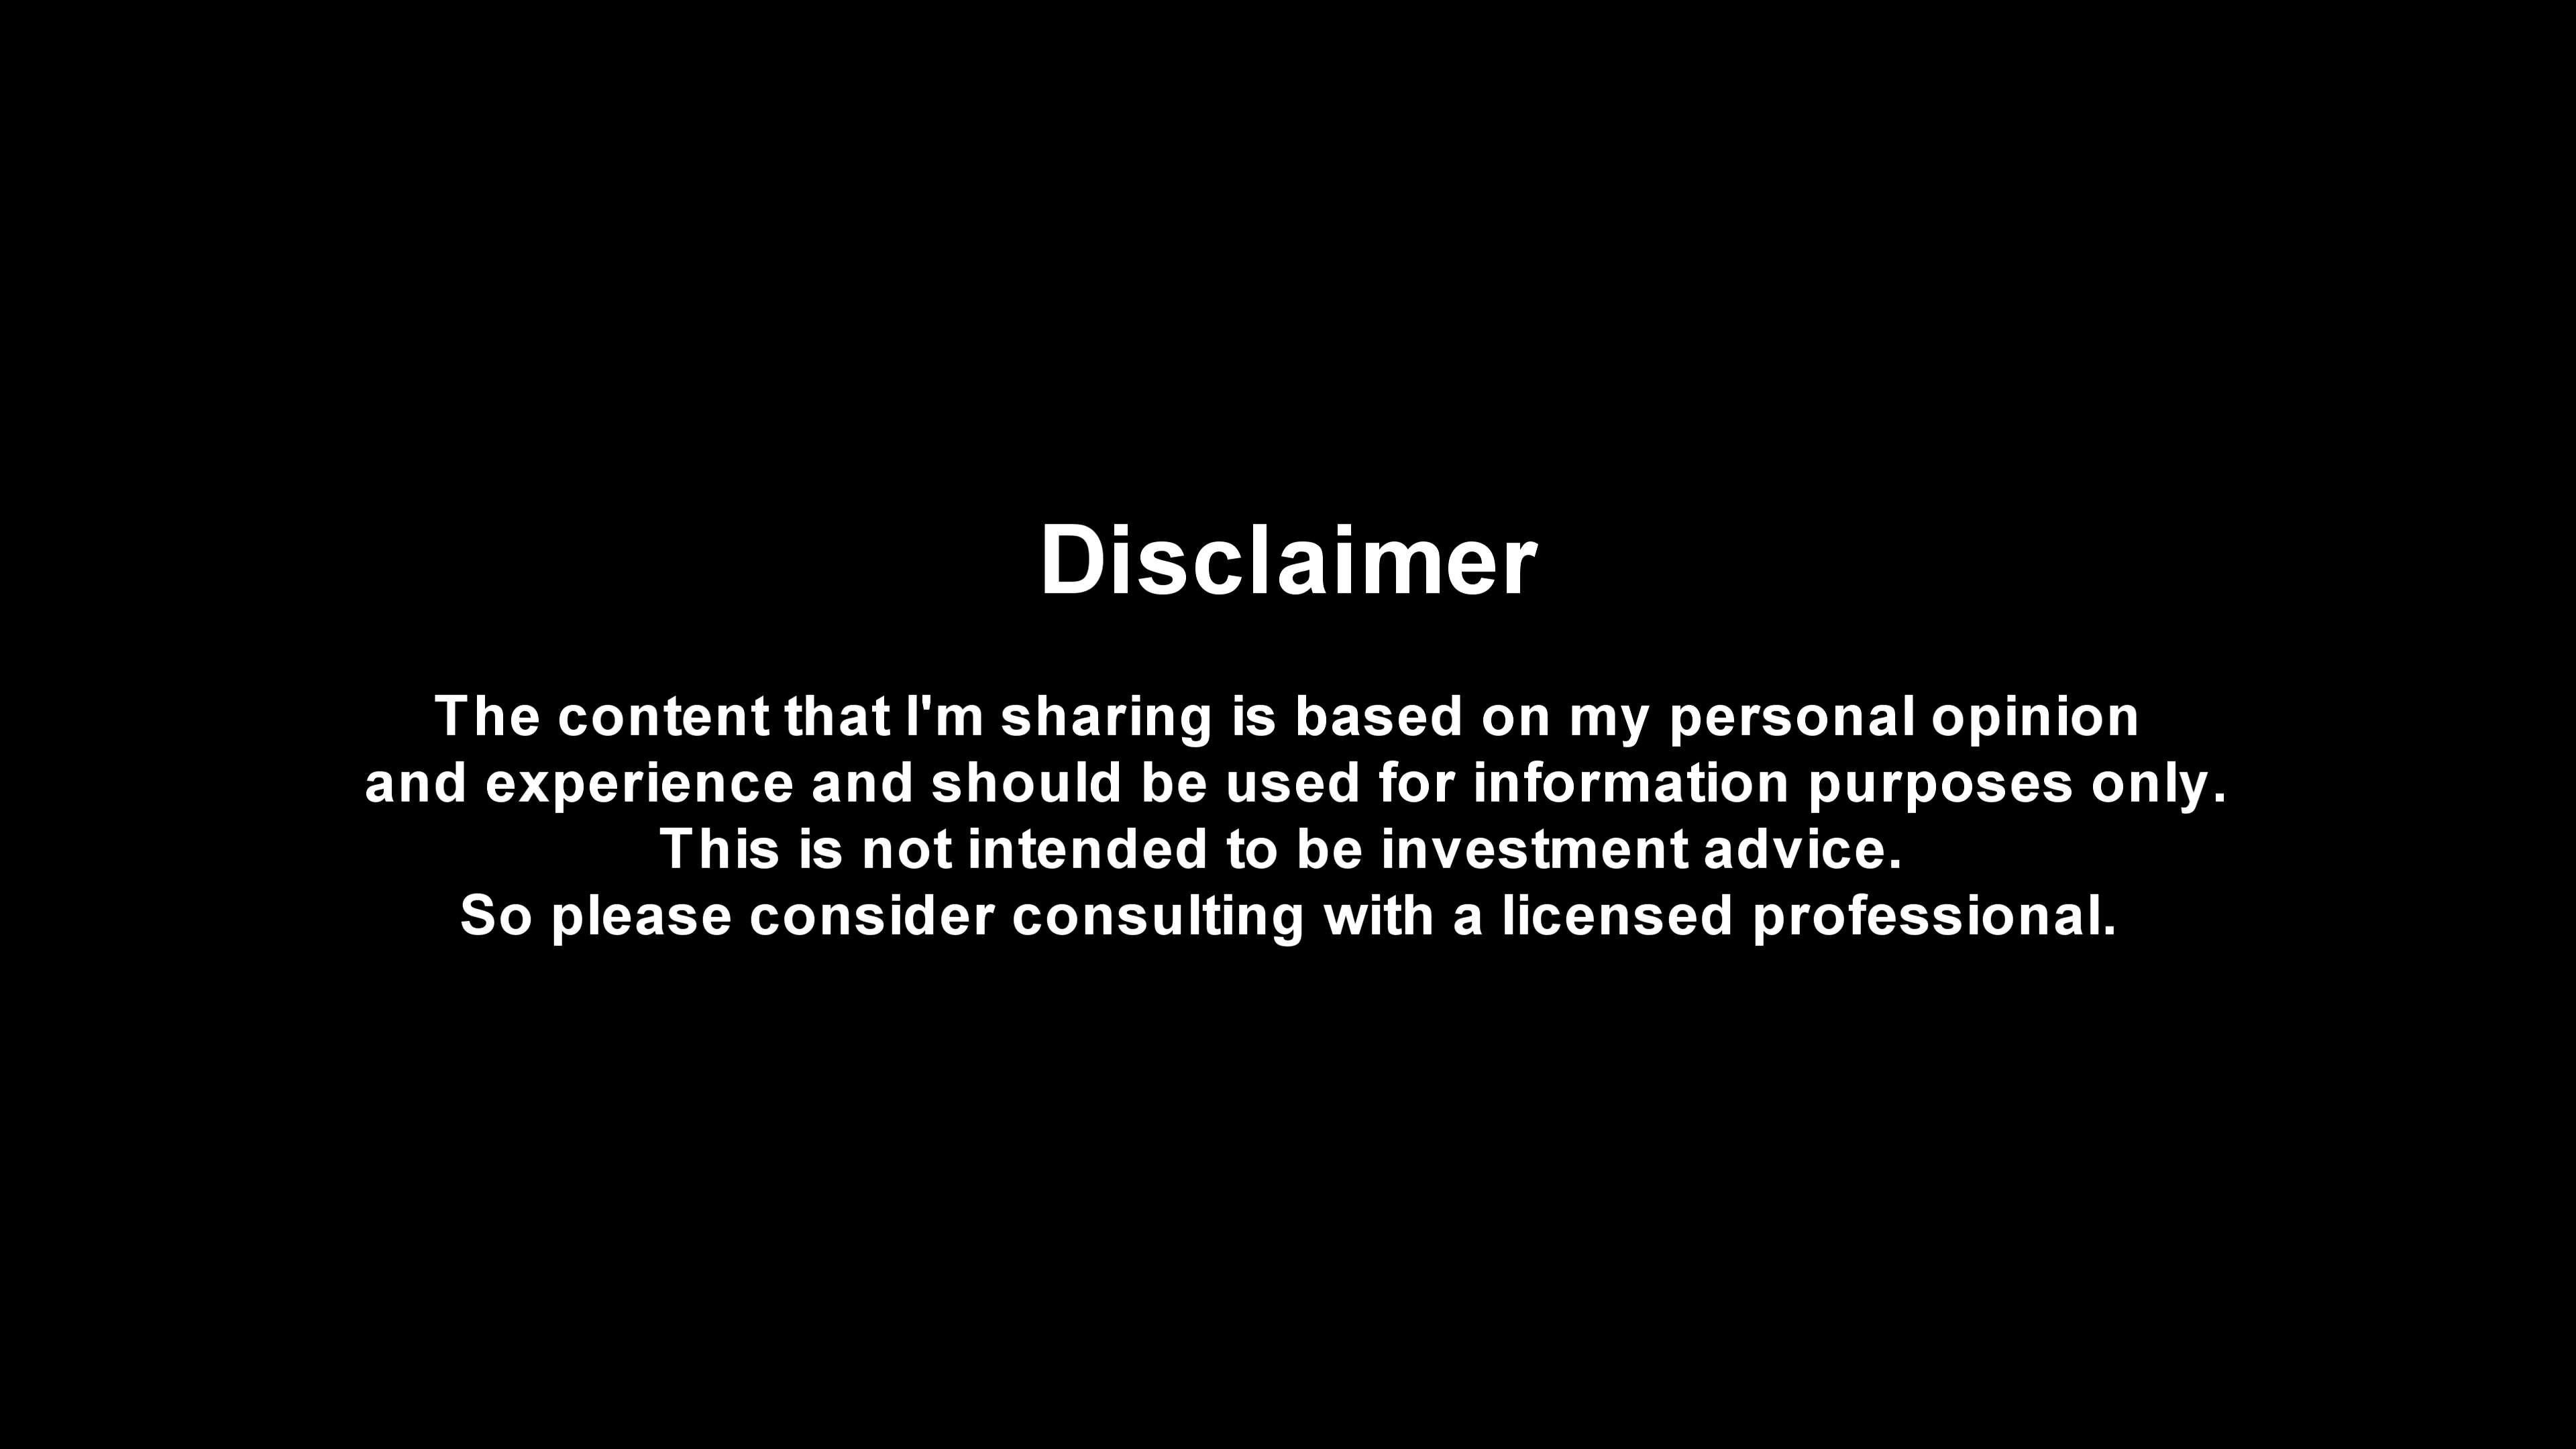 Disclaimer
The content that I'm sharing is based on my personal opinion
and experience and should be used for information purposes only.
This is not intended to be investment advice.
So please consider consulting with a licensed professional.